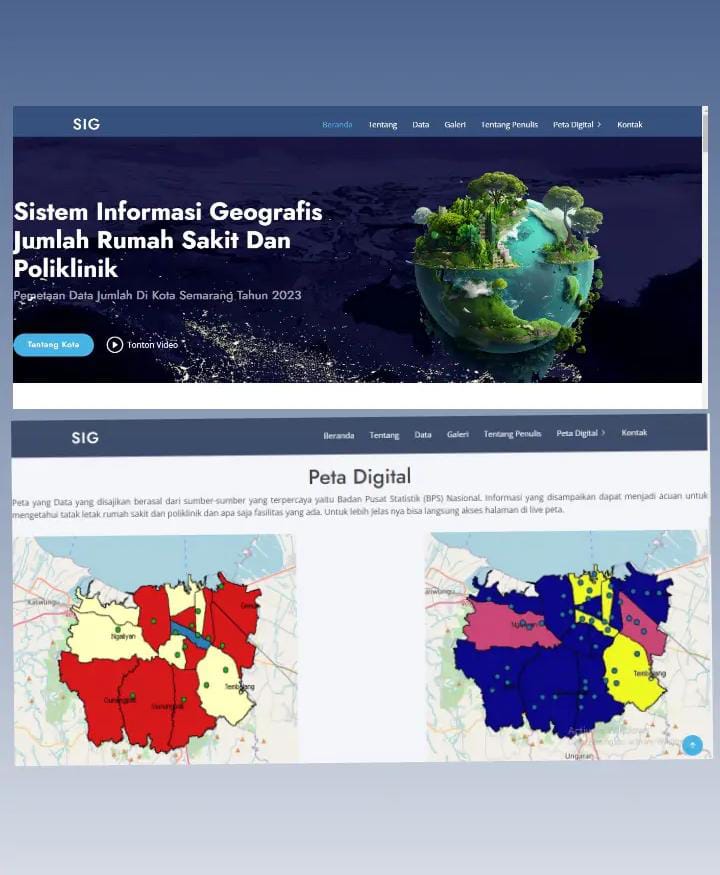 SIG
Beranda Tentang Data Galeri Tentang Penulis Peta Digital Kontak
Sistem Informasi Geografis
Jumlah Rumah Sakit Dan
Poliklinik
Pemetaan Data Jumlah Di Kota Semarang Tahun 2023
Tentang Kota Tonton Video
SIG
Beranda Tentang Data Galeri Tentang Penulis Peta Digital Kontak
Peta Digital
Peta yang Data yang disajikan berasal dari sumber-sumber yang terpercaya yaitu Badan Pusat Statistik (BPS) Nasional. Informasi yang disampaikan dapat menjadi acuan untuk
mengetahui tatak letak rumah sakit dan poliklinik dan apa saja fasilitas yang ada. Untuk lebih jelas nya bisa langsung akses halaman di live peta.
Kaliwungu
Ngaliyan
Tembalang
Gunungpati
Ngaliyan
Tembalang
Ungaran